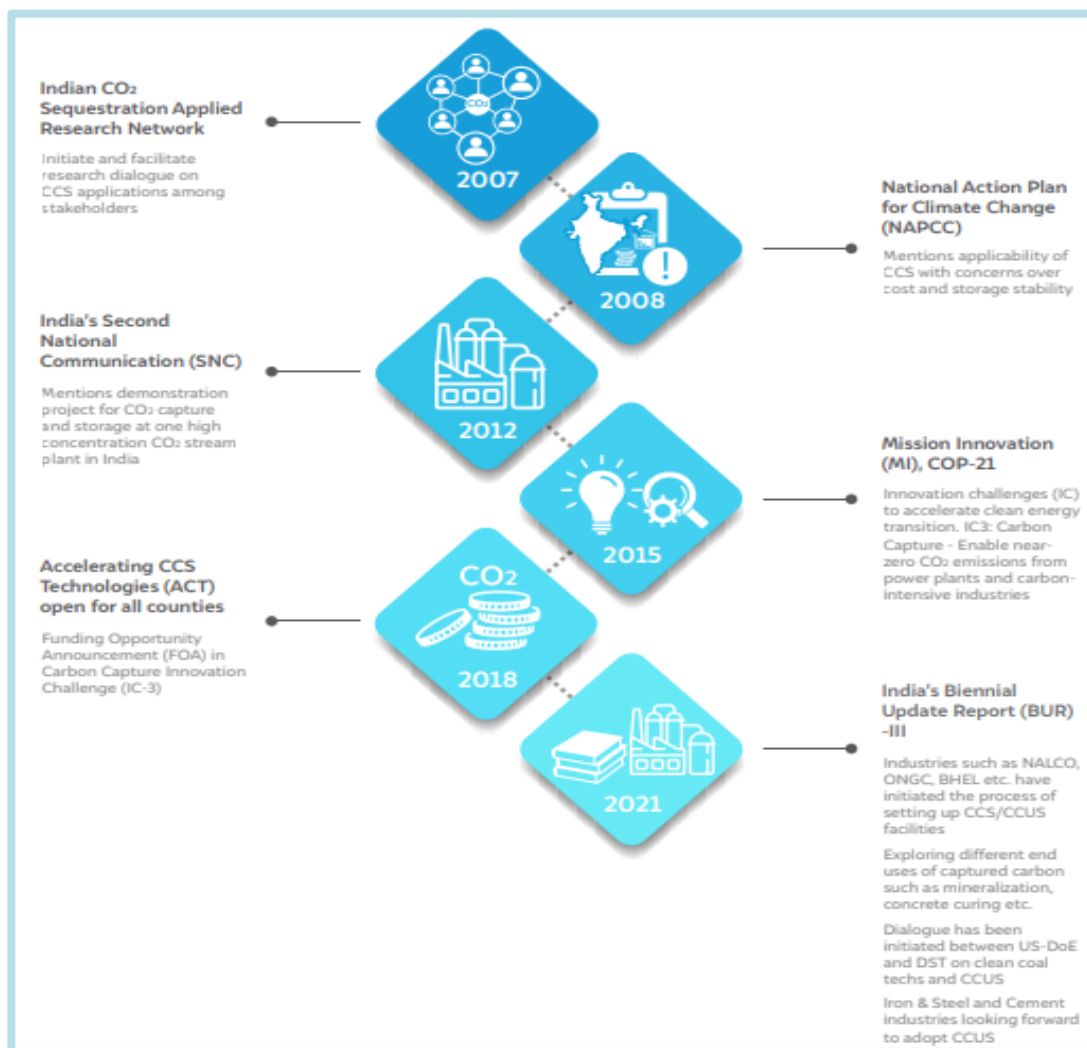 Indian CO₂
Sequestration Applied
Research Network
Initiate and facilitate
research dialogue on
CCS applications among
stakeholders
CO₂
2007
National Action Plan
for Climate Change
(NAPCC)
Mentions applicability of
CCS with concerns over
cost and storage stability
2008
India's Second
National
Communication (SNC)
Mentions demonstration
project for CO₂ capture
and storage at one high
concentration CO₂ stream
plant in India
2012
Mission Innovation
(MI), COP-21
Innovation challenges (IC)
to accelerate clean energy
transition. IC3: Carbon
Capture - Enable near-
zero CO₂ emissions from
power plants and carbon-
intensive industries
2015
Accelerating CCS
Technologies (ACT)
open for all counties
Funding Opportunity
Announcement (FOA) in
Carbon Capture Innovation
Challenge (IC-3)
CO₂
2018
India's Biennial
Update Report (BUR)
-III
Industries such as NALCO,
ONGC, BHEL etc. have
initiated the process of
setting up CCS/CCUS
facilities
Exploring different end
uses of captured carbon
such as mineralization,
concrete curing etc.
Dialogue has been
initiated between US-DoE
and DST on clean coal
techs and CCUS
Iron & Steel and Cement
industries looking forward
to adopt CCUS
2021